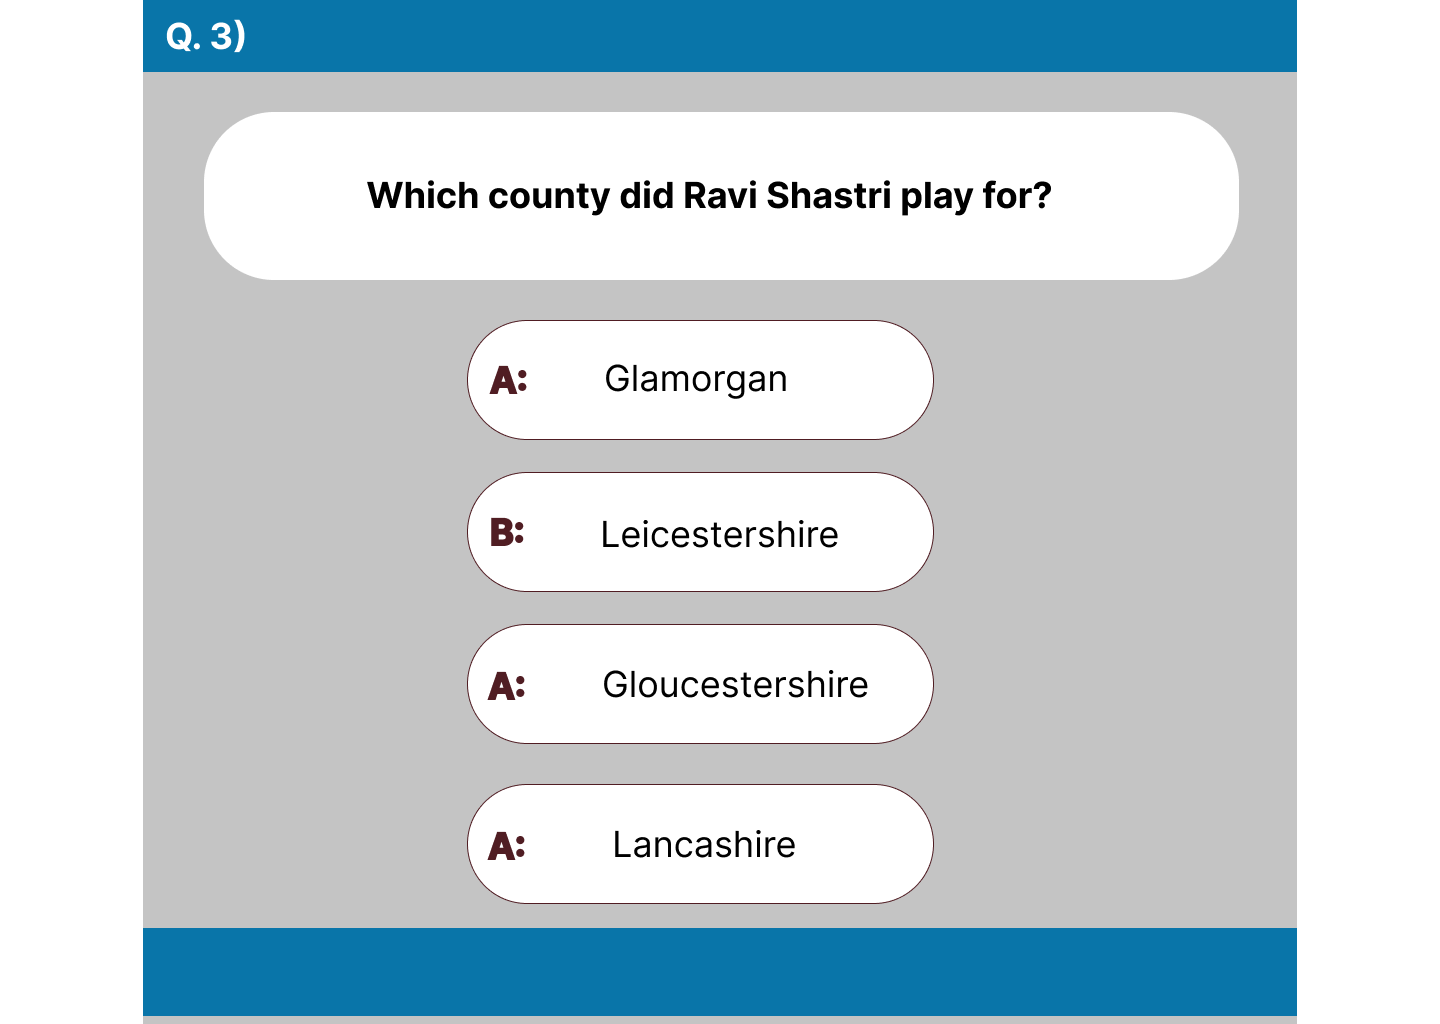 Q. 3)
Which county did Ravi Shastri play for?
A: Glamorgan
B: Leicestershire
A: Gloucestershire
A: Lancashire